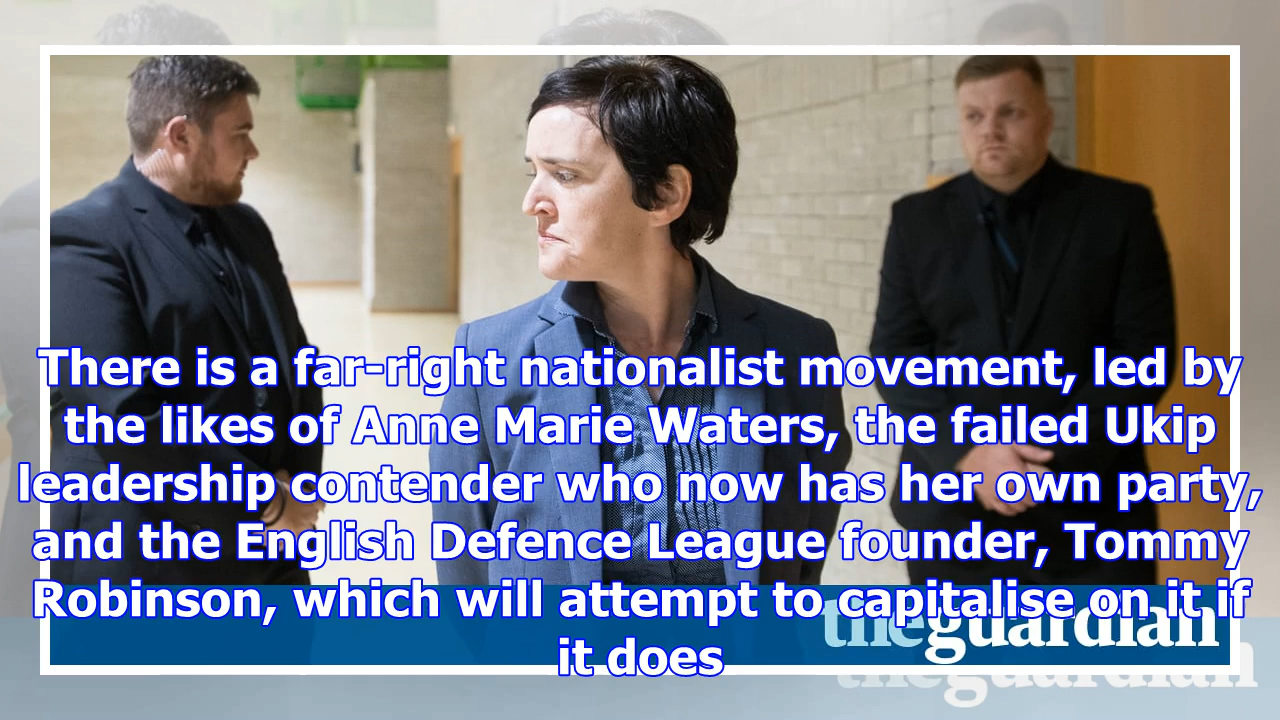 There is a far-right nationalist movement, led by
the likes of Anne Marie Waters, the failed Ukip
leadership contender who now has her own party,
and the English Defence League founder, Tommy
Robinson, which will attempt to capitalise on it if
it does
theguardian
theguardian